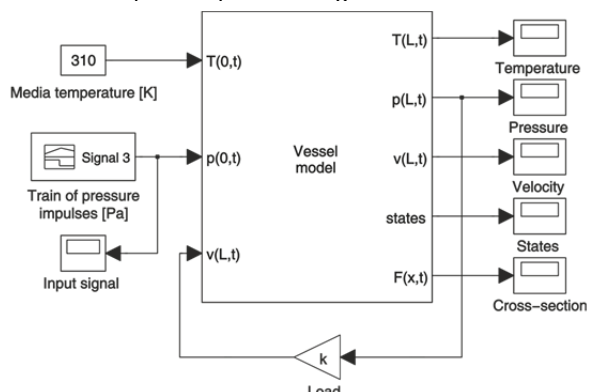 310
Media temperature [K]
Signal 3
Train of pressure
impulses [Pa]
Input signal
T(0,t)
p(0,t)
v(L,t)
Vessel
model
T(L,t)
p(L,t)
v(L,t)
states
F(x,t)
Temperature
Pressure
Velocity
States
Cross−section
k